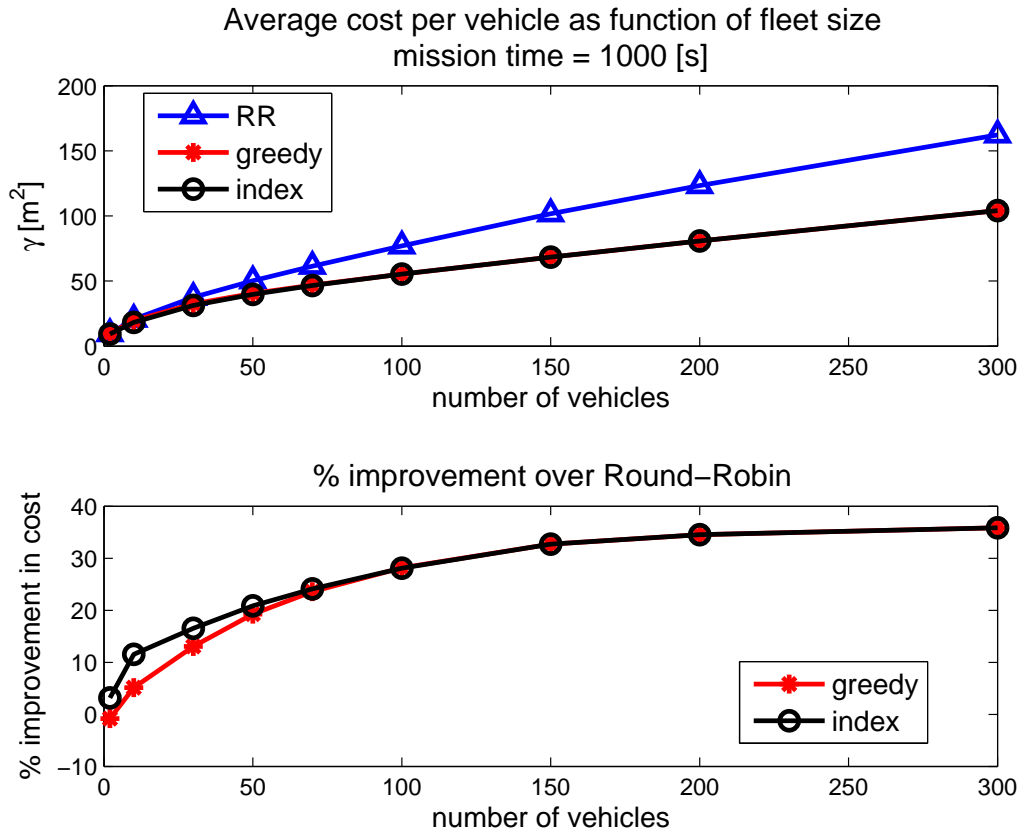 Average cost per vehicle as function of fleet size
mission time = 1000 [s]
200
150
100
50
0
γ [m²]
RR
greedy
index
0 50 100 150 200 250 300
number of vehicles
% improvement over Round−Robin
40
30
20
10
0
−10
% improvement in cost
greedy
index
0 50 100 150 200 250 300
number of vehicles